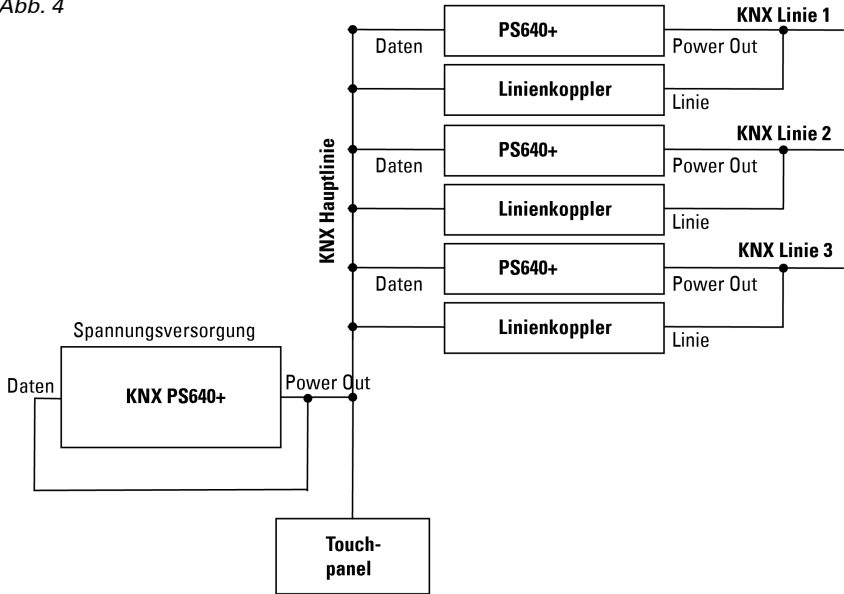 Abb. 4
KNX Linie 1
Daten
PS640+
Power Out
Linienkoppler
Linie
KNX Linie 2
Daten
PS640+
Power Out
Linienkoppler
Linie
KNX Hauptlinie
KNX Linie 3
Daten
PS640+
Power Out
Linienkoppler
Linie
Spannungsversorgung
Daten
KNX PS640+
Power Out
Touch-
panel